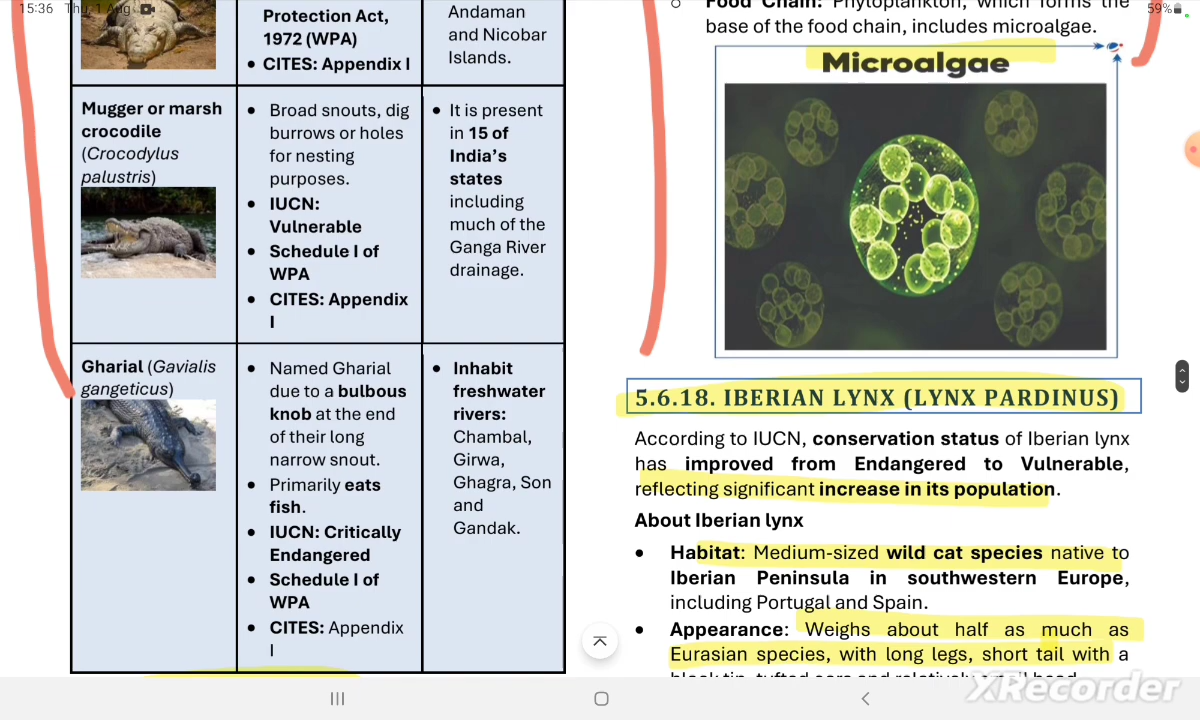 15:36 Thu, 1 Aug
59%
Protection Act,
1972 (WPA)
• CITES: Appendix I
Andaman
and Nicobar
Islands.
Mugger or marsh
crocodile
(Crocodylus
palustris)
• Broad snouts, dig
burrows or holes
for nesting
purposes.
• IUCN:
Vulnerable
• Schedule I of
WPA
• CITES: Appendix
I
• It is present
in 15 of
India’s
states
including
much of the
Ganga River
drainage.
Gharial (Gavialis
gangeticus)
• Named Gharial
due to a bulbous
knob at the end
of their long
narrow snout.
• Primarily eats
fish.
• IUCN: Critically
Endangered
• Schedule I of
WPA
• CITES: Appendix
I
• Inhabit
freshwater
rivers:
Chambal,
Girwa,
Ghagra, Son
and
Gandak.
o Food Chain: Phytoplankton, which forms the
base of the food chain, includes microalgae.
Microalgae
5.6.18. IBERIAN LYNX (LYNX PARDINUS)
According to IUCN, conservation status of Iberian lynx
has improved from Endangered to Vulnerable,
reflecting significant increase in its population.
About Iberian lynx
• Habitat: Medium-sized wild cat species native to
Iberian Peninsula in southwestern Europe,
including Portugal and Spain.
• Appearance: Weighs about half as much as
Eurasian species, with long legs, short tail with a
XRecorder